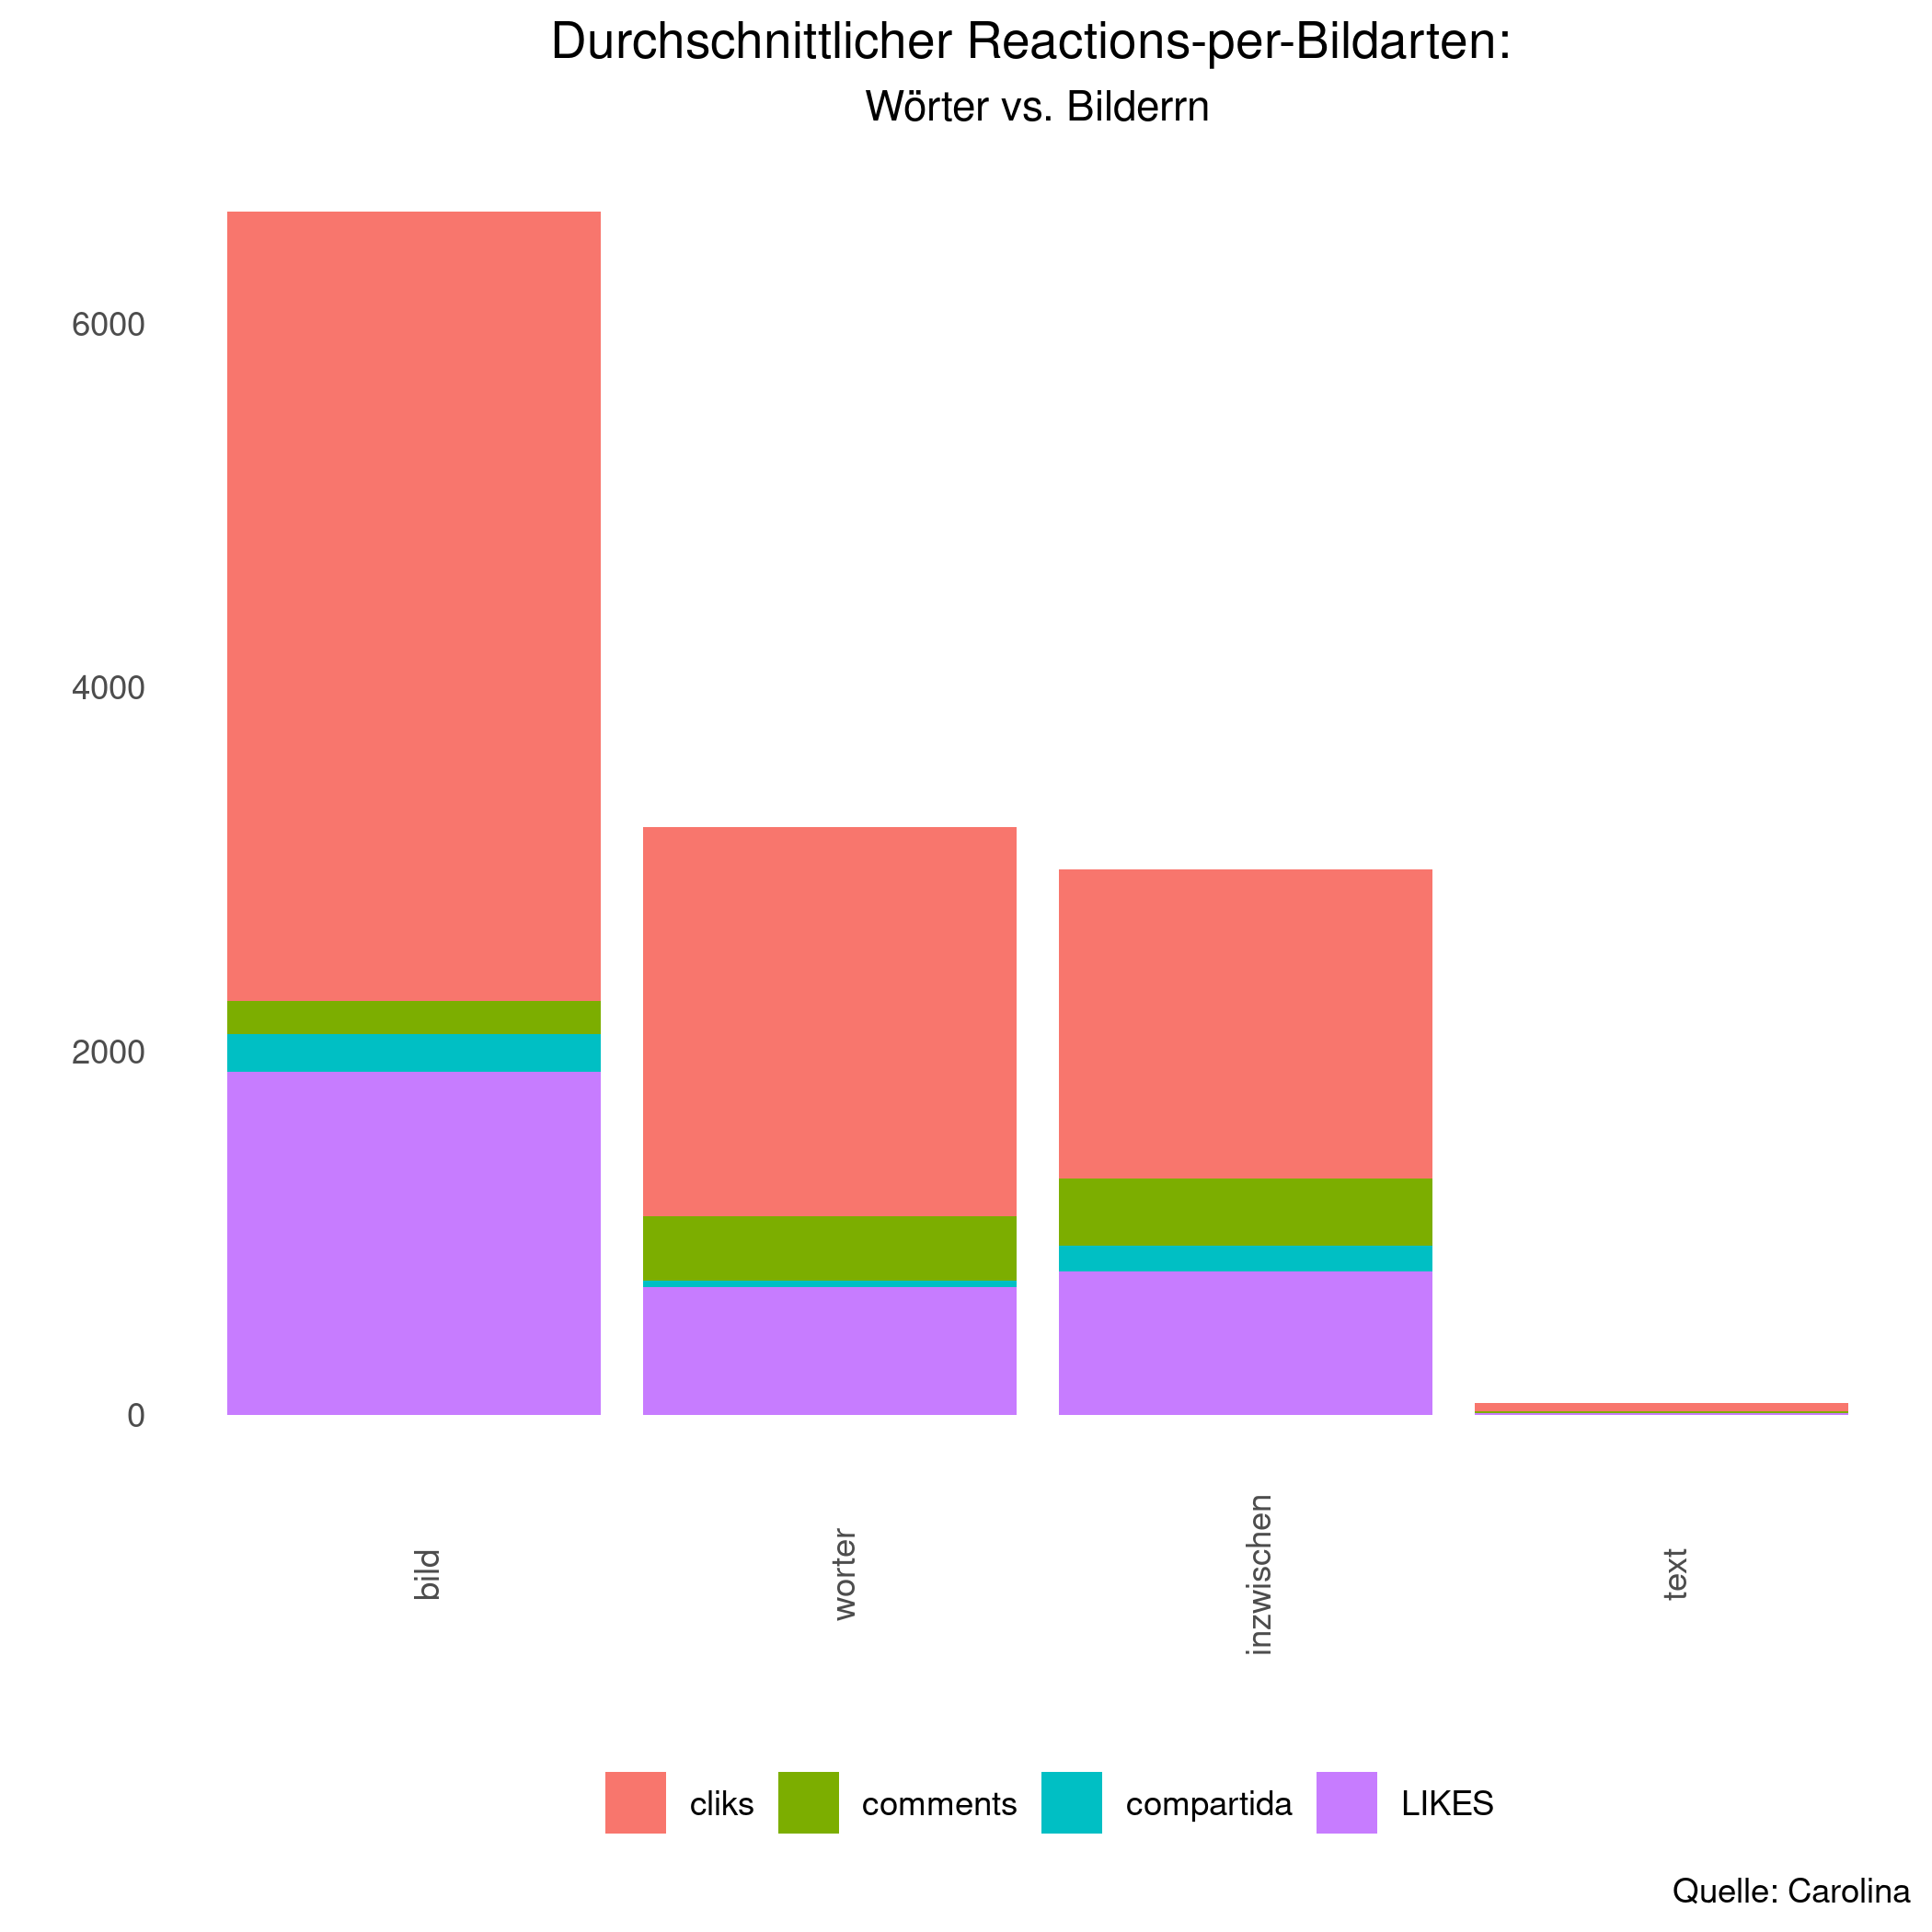 Durchschnittlicher Reactions-per-Bildarten:
Wörter vs. Bilderrn
6000
4000
2000
0
bild
worter
inzwischen
text
cliks
comments
compartida
LIKES
Quelle: Carolina